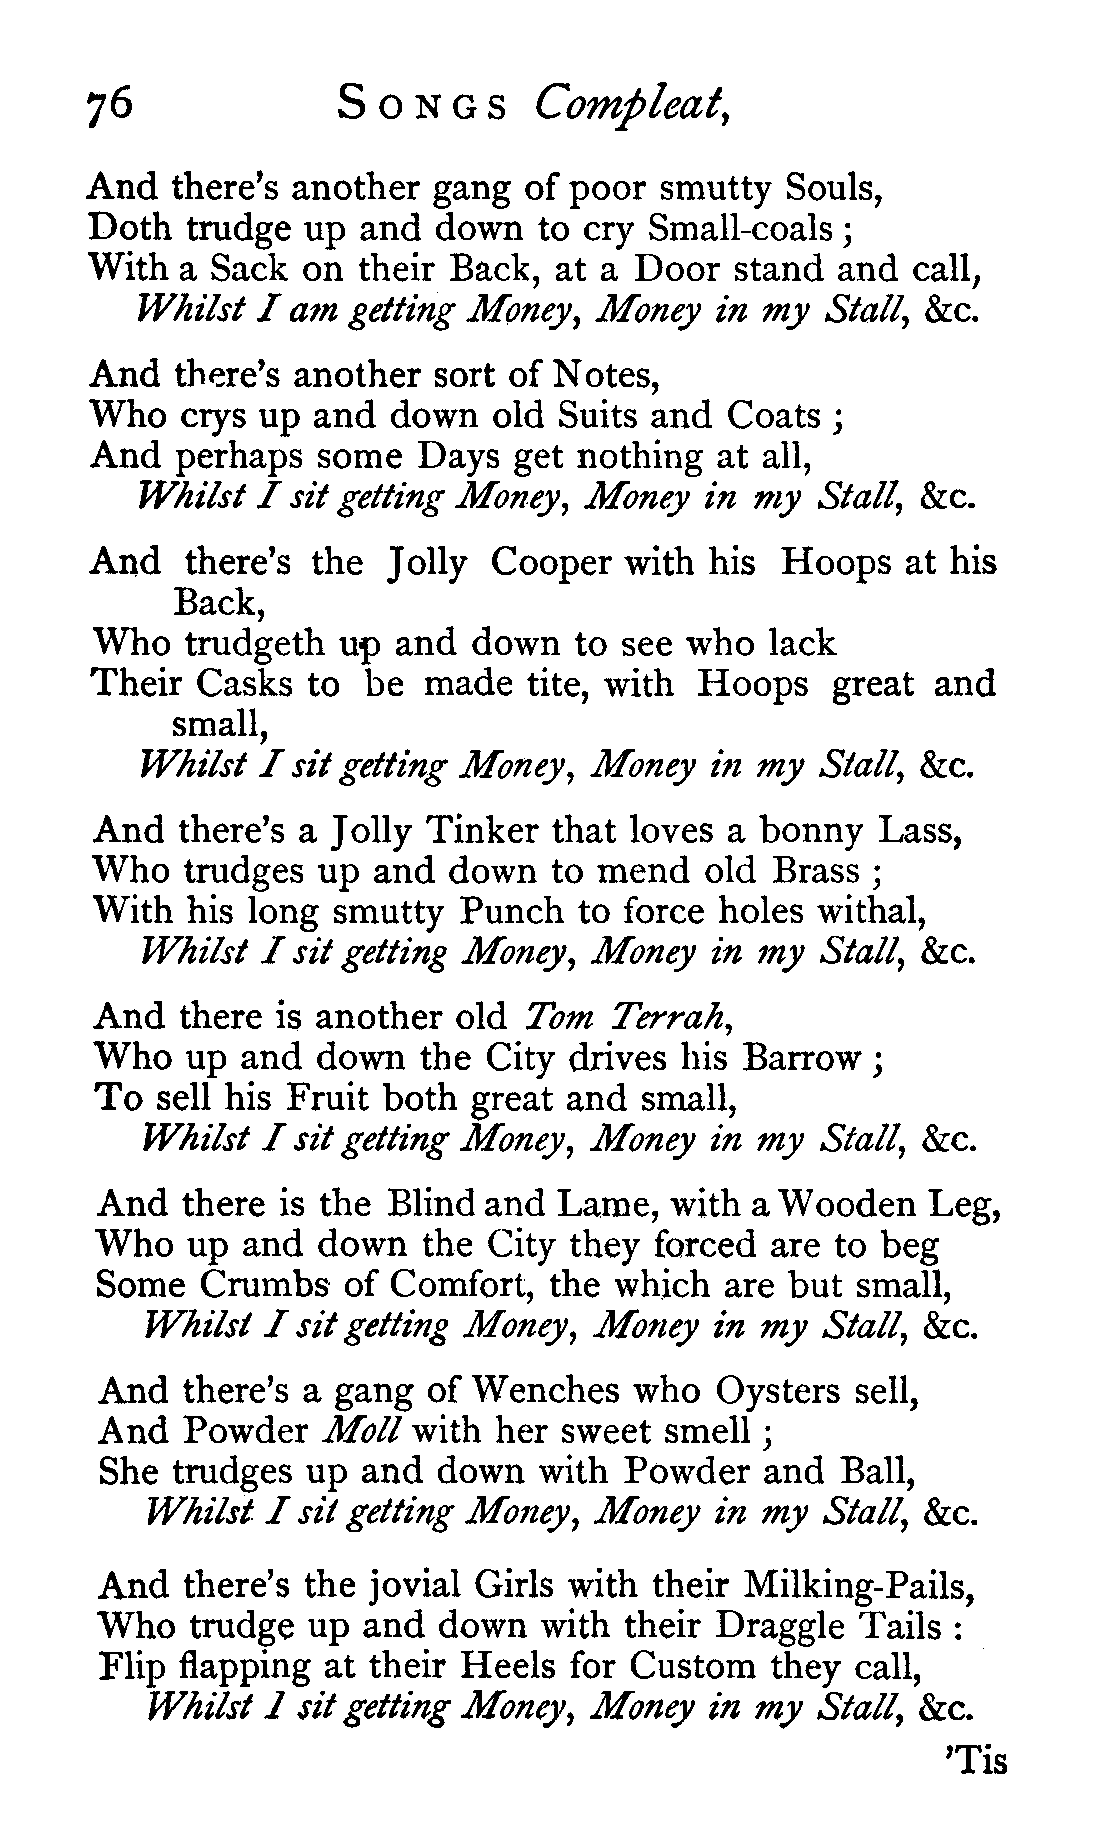 76 SONGS Compleat,
And there's another gang of poor smutty Souls,
Doth trudge up and down to cry Small-coals ;
With a Sack on their Back, at a Door stand and call,
Whilst I am getting Money, Money in my Stall, &c.
And there's another sort of Notes,
Who crys up and down old Suits and Coats ;
And perhaps some Days get nothing at all,
Whilst I sit getting Money, Money in my Stall, &c.
And there's the Jolly Cooper with his Hoops at his
Back,
Who trudgeth up and down to see who lack
Their Casks to be made tite, with Hoops great and
small,
Whilst I sit getting Money, Money in my Stall, &c.
And there's a Jolly Tinker that loves a bonny Lass,
Who trudges up and down to mend old Brass ;
With his long smutty Punch to force holes withal,
Whilst I sit getting Money, Money in my Stall, &c.
And there is another old Tom Terrah,
Who up and down the City drives his Barrow ;
To sell his Fruit both great and small,
Whilst I sit getting Money, Money in my Stall, &c.
And there is the Blind and Lame, with a Wooden Leg,
Who up and down the City they forced are to beg
Some Crumbs of Comfort, the which are but small,
Whilst I sit getting Money, Money in my Stall, &c.
And there's a gang of Wenches who Oysters sell,
And Powder Moll with her sweet smell ;
She trudges up and down with Powder and Ball,
Whilst I sit getting Money, Money in my Stall, &c.
And there's the jovial Girls with their Milking-Pails,
Who trudge up and down with their Draggle Tails :
Flip flapping at their Heels for Custom they call,
Whilst I sit getting Money, Money in my Stall, &c.
'Tis